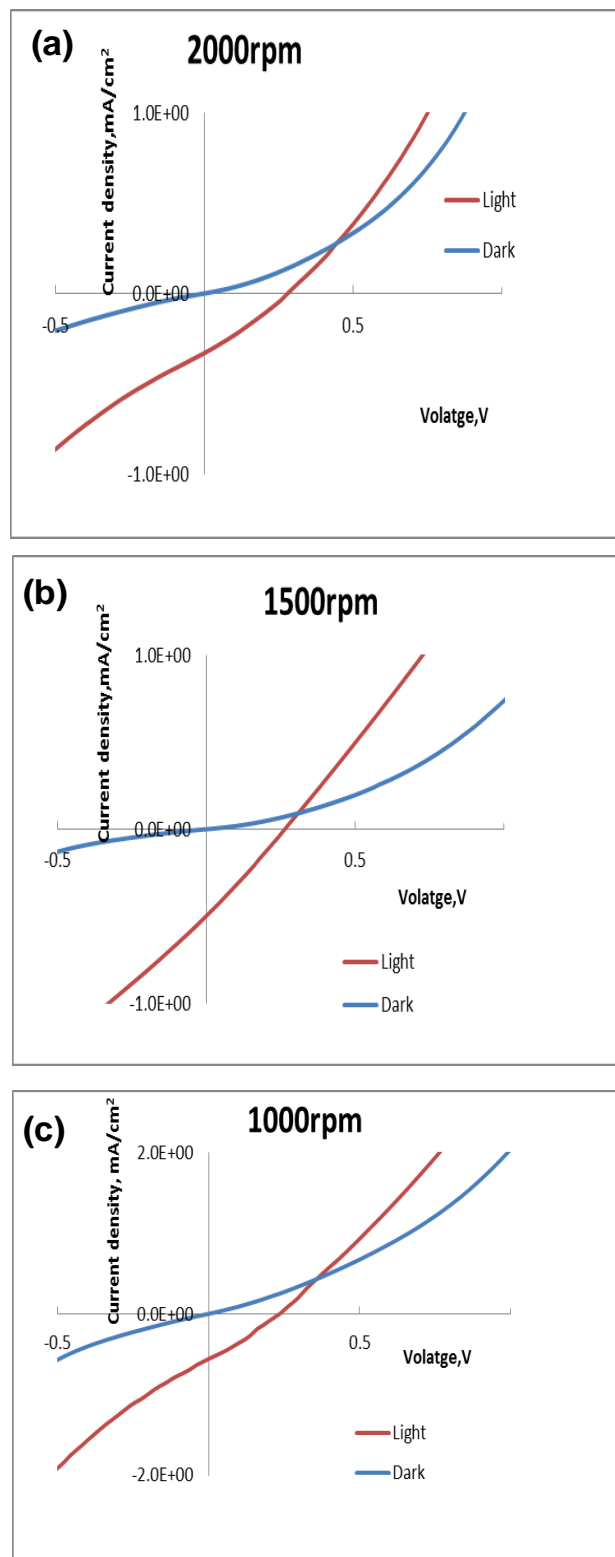 (a)
2000rpm
Current density,mA/cm²
1.0E+00
Light
Dark
0.0E+00
-0.5
0.5
Volatge,V
-1.0E+00
(b)
1500rpm
Current density,mA/cm²
1.0E+00
0.0E+00
-0.5
0.5
Volatge,V
Light
-1.0E+00
Dark
(c)
1000rpm
Current density, mA/cm²
2.0E+00
0.0E+00
-0.5
0.5
Volatge,V
Light
Dark
-2.0E+00